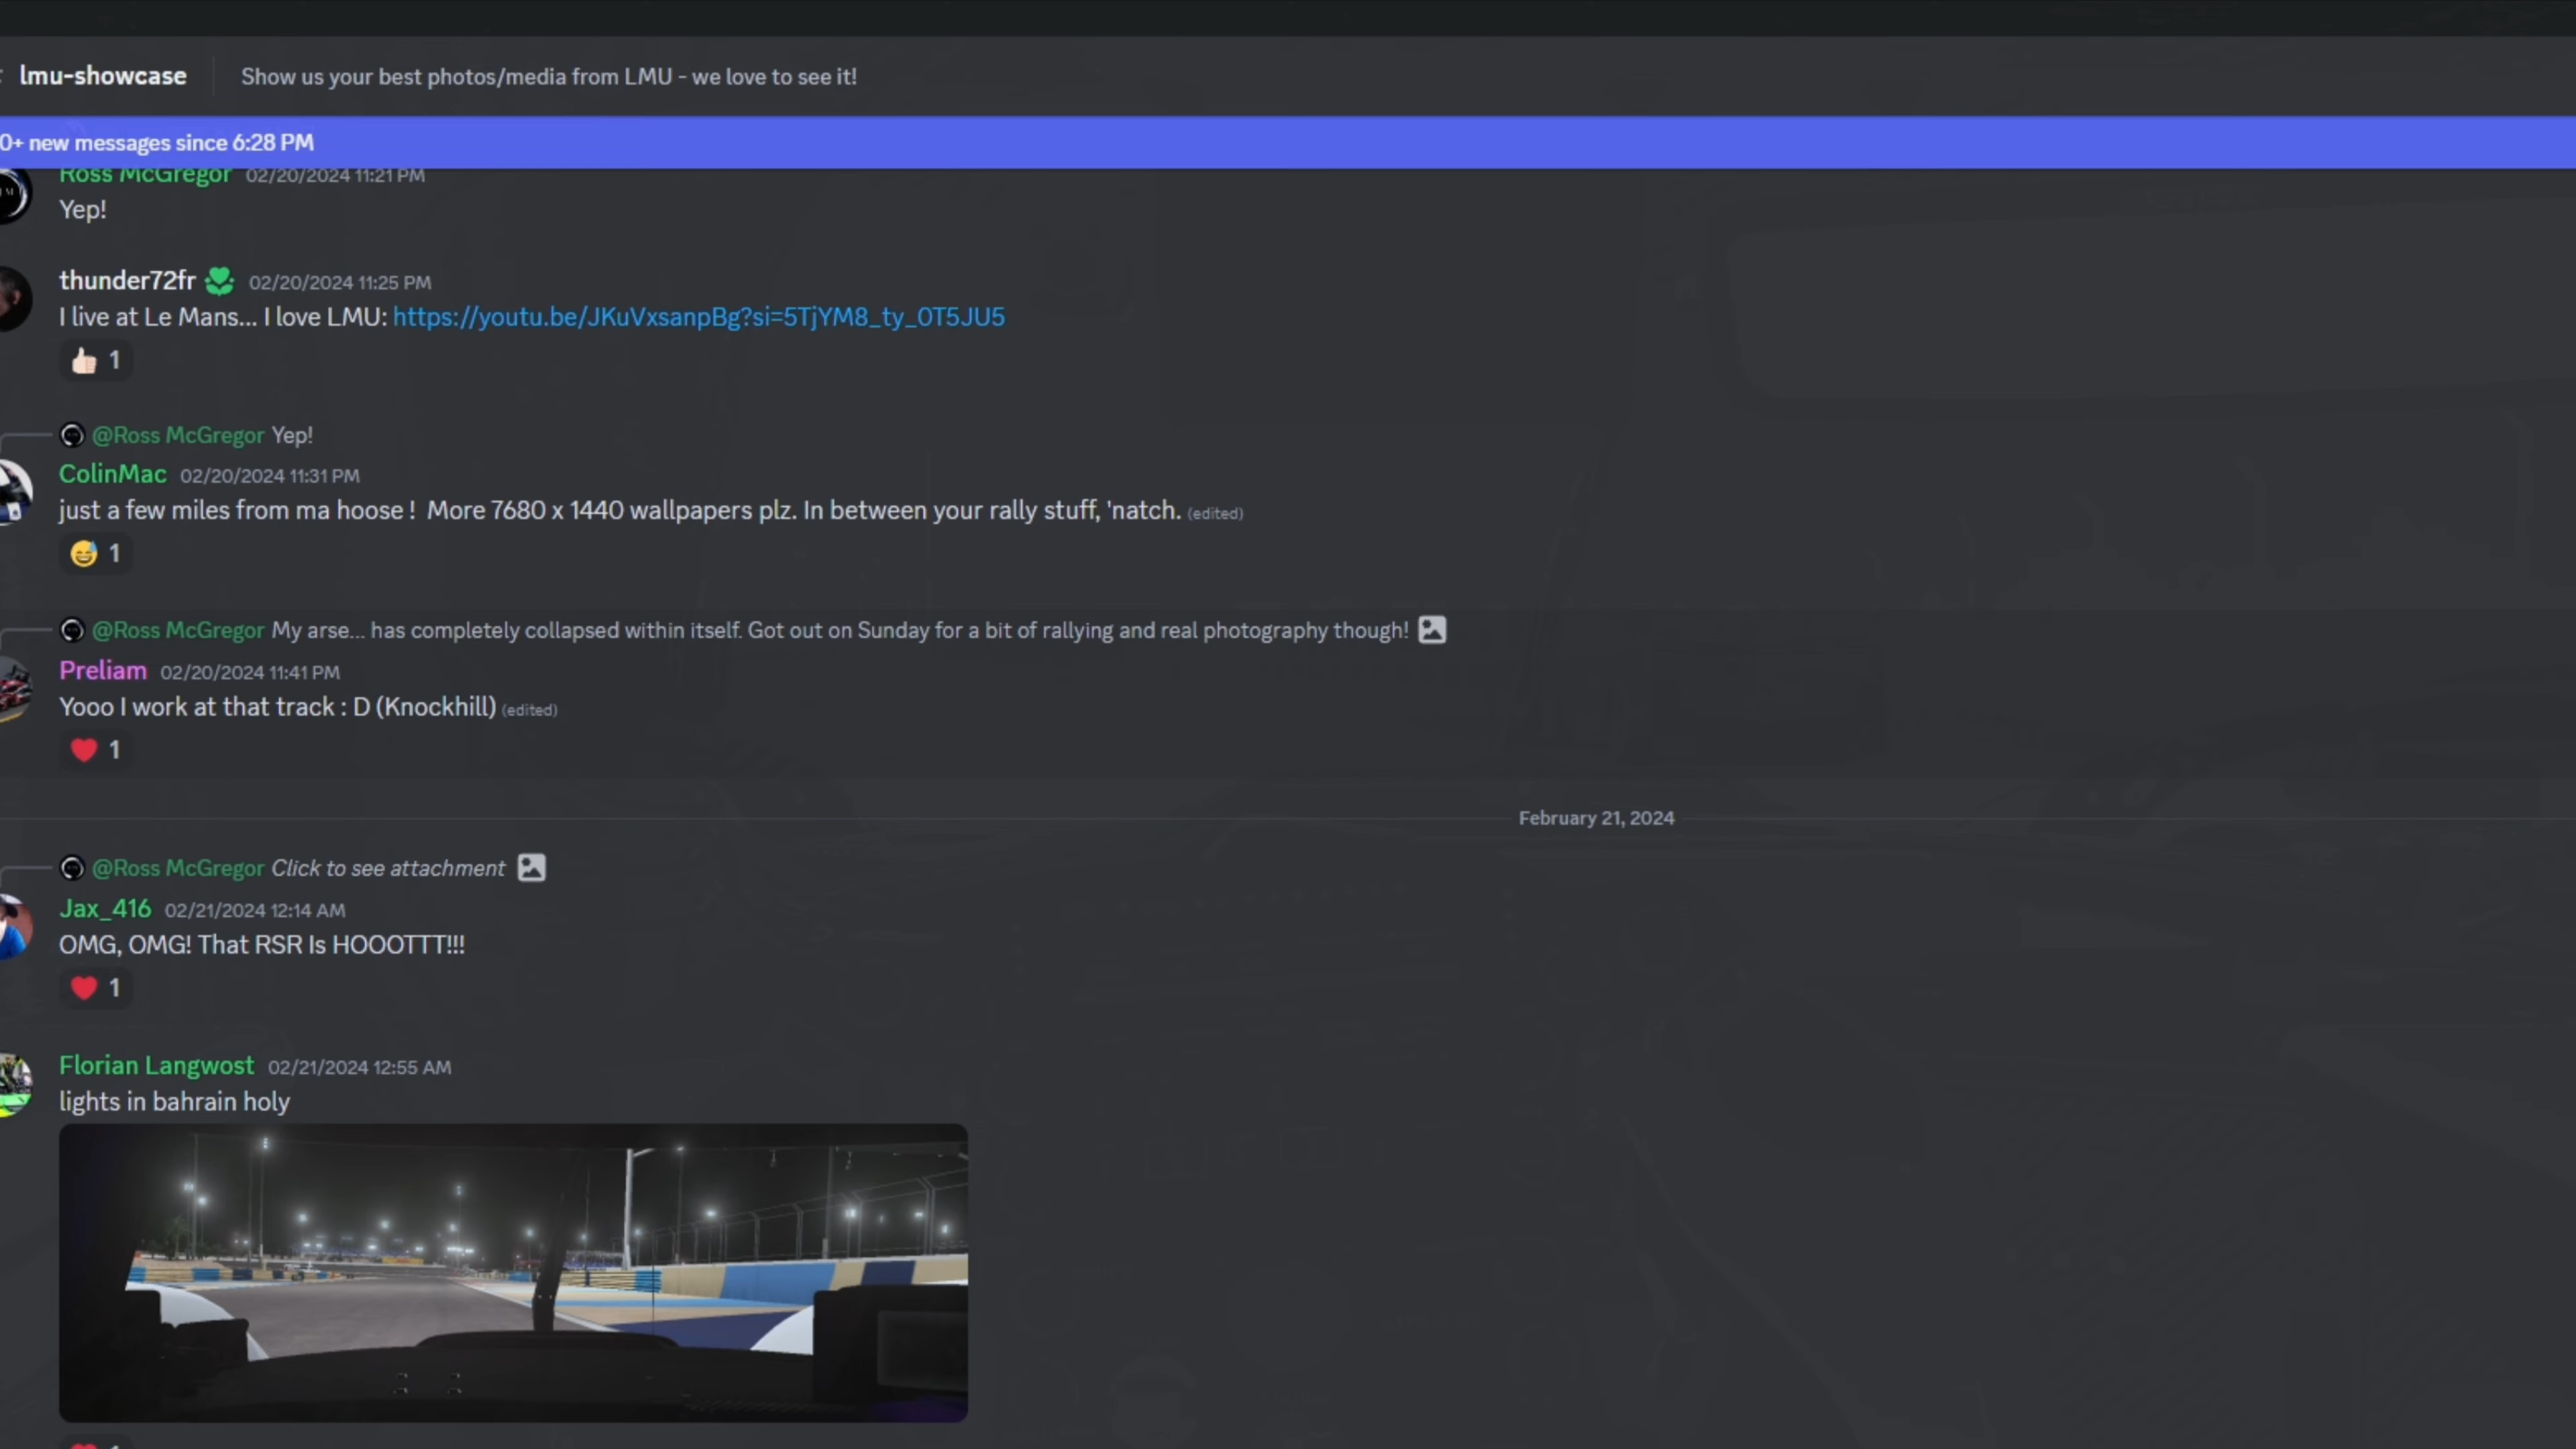 lmu-showcase Show us your best photos/media from LMU - we love to see it!
0+ new messages since 6:28 PM
Ross McGregor 02/20/2024 11:21 PM
Yep!
thunder72fr 02/20/2024 11:25 PM
I live at Le Mans... I love LMU: https://youtu.be/JKuVxsanpBg?si=5TjYM8_ty_0T5JU5
1
@Ross McGregor Yep!
ColinMac 02/20/2024 11:31 PM
just a few miles from ma hoose ! More 7680 x 1440 wallpapers plz. In between your rally stuff, 'natch. (edited)
1
@Ross McGregor My arse... has completely collapsed within itself. Got out on Sunday for a bit of rallying and real photography though!
Preliam 02/20/2024 11:41 PM
Yooo I work at that track : D (Knockhill) (edited)
1
February 21, 2024
@Ross McGregor Click to see attachment
Jax_416 02/21/2024 12:14 AM
OMG, OMG! That RSR Is HOOOTTT!!!
1
Florian Langwost 02/21/2024 12:55 AM
lights in bahrain holy